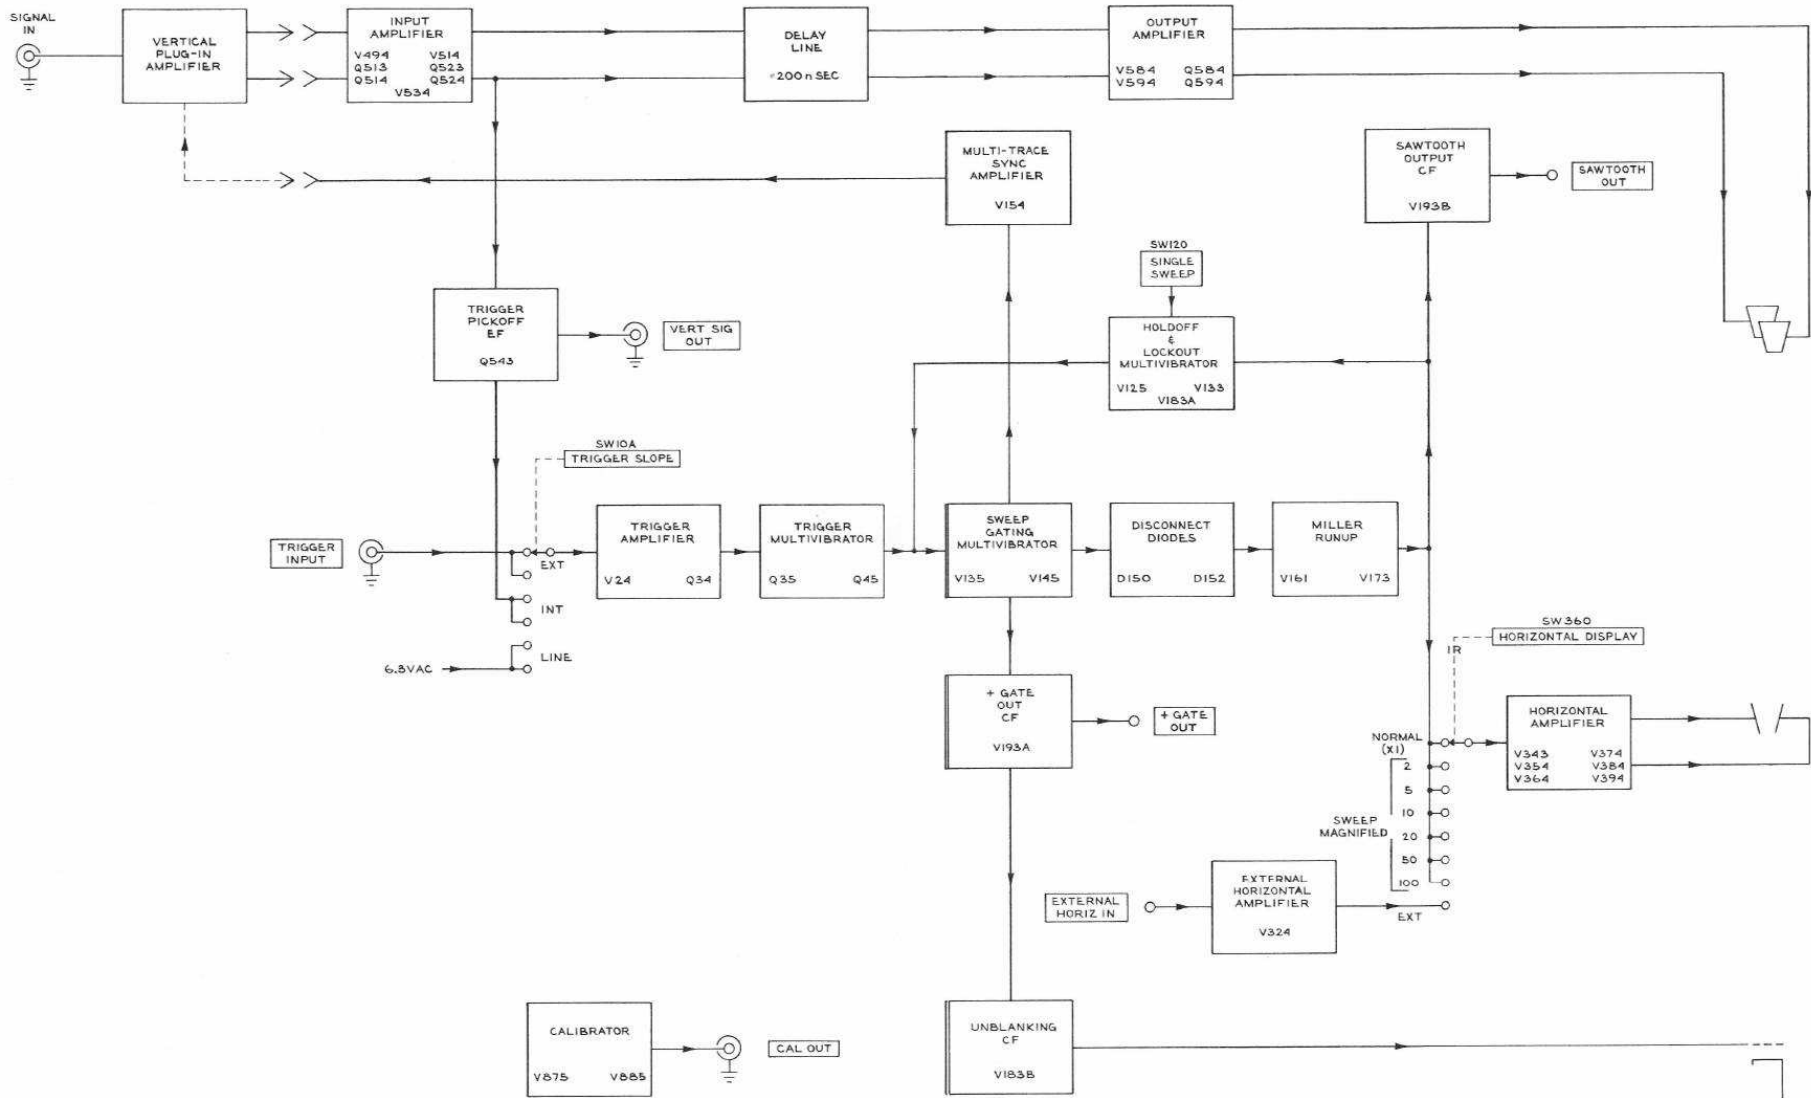 SIGNAL
IN
VERTICAL
PLUG-IN
AMPLIFIER
INPUT
AMPLIFIER
V494 V514
Q513 Q523
Q514 Q524
V534
DELAY
LINE
200 n SEC
OUTPUT
AMPLIFIER
V584 Q584
V594 Q594
MULTI-TRACE
SYNC
AMPLIFIER
V154
SAWTOOTH
OUTPUT
CF
V193B
SAWTOOTH
OUT
SW120
SINGLE
SWEEP
TRIGGER
PICKOFF
EF
Q543
VERT SIG
OUT
HOLDOFF
&
LOCKOUT
MULTIVIBRATOR
V125 V133
V183A
SW10A
TRIGGER SLOPE
TRIGGER
INPUT
EXT
INT
LINE
6.3VAC
TRIGGER
AMPLIFIER
V24 Q34
TRIGGER
MULTIVIBRATOR
Q35 Q45
SWEEP
GATING
MULTIVIBRATOR
V135 V145
DISCONNECT
DIODES
D150 D152
MILLER
RUNUP
V161 V173
SW360
HORIZONTAL DISPLAY
1R
+ GATE
OUT
CF
V193A
+ GATE
OUT
NORMAL
(X1)
2
5
10
SWEEP
MAGNIFIED
20
50
100
EXT
HORIZONTAL
AMPLIFIER
V343 V374
V354 V384
V364 V394
EXTERNAL
HORIZ IN
EXTERNAL
HORIZONTAL
AMPLIFIER
V324
CALIBRATOR
V875 V885
CAL OUT
UNBLANKING
CF
V183B